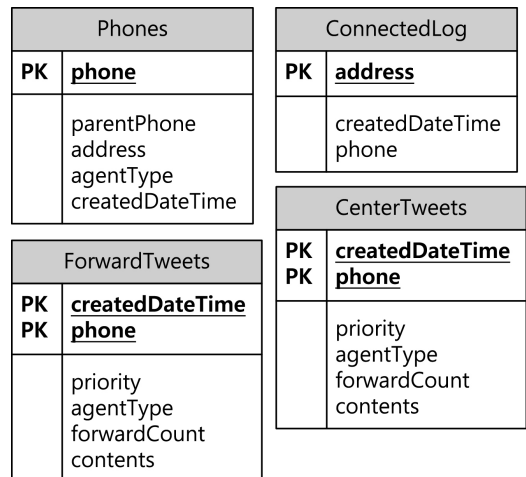 Phones
PK phone
parentPhone
address
agentType
createdDateTime
ConnectedLog
PK address
createdDateTime
phone
ForwardTweets
PK createdDateTime
PK phone
priority
agentType
forwardCount
contents
CenterTweets
PK createdDateTime
PK phone
priority
agentType
forwardCount
contents